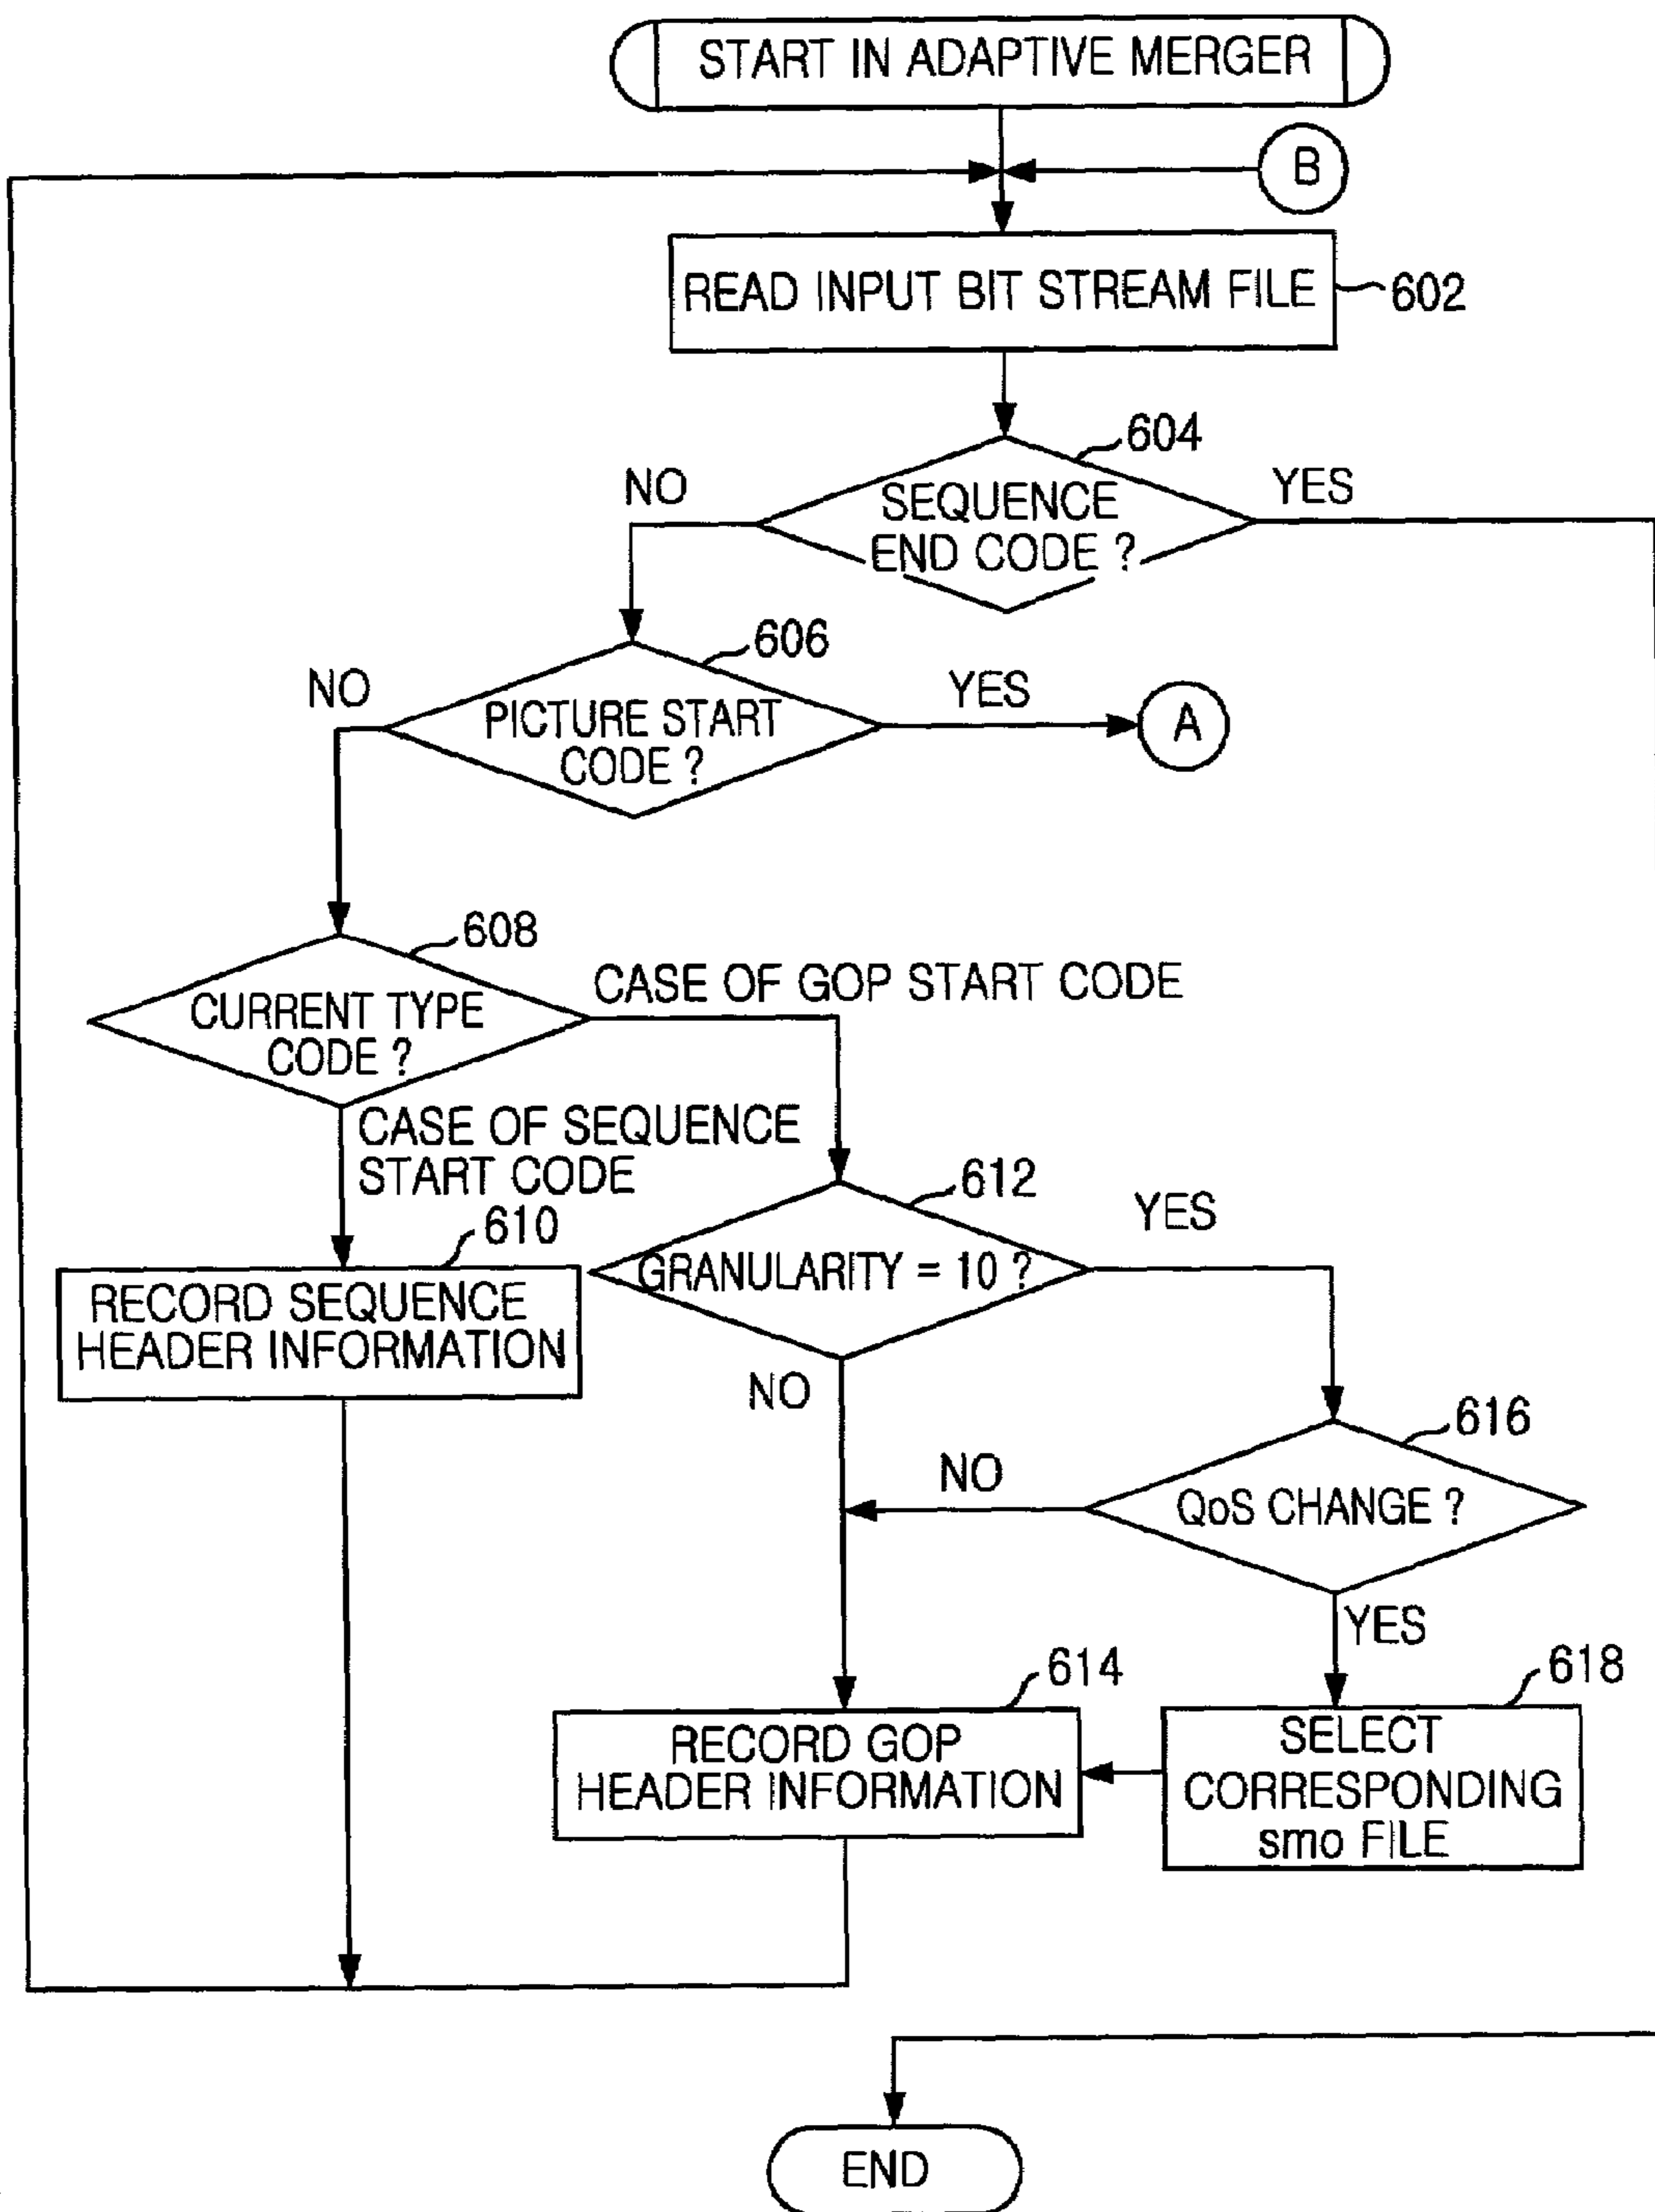 START IN ADAPTIVE MERGER
B
READ INPUT BIT STREAM FILE
602
604
NO
SEQUENCE
END CODE ?
YES
606
NO
PICTURE START
CODE ?
YES
A
608
CURRENT TYPE
CODE ?
CASE OF GOP START CODE
CASE OF SEQUENCE
START CODE
610
RECORD SEQUENCE
HEADER INFORMATION
612
GRANULARITY = 10 ?
YES
NO
616
QoS CHANGE ?
NO
YES
614
RECORD GOP
HEADER INFORMATION
618
SELECT
CORRESPONDING
smo FILE
END